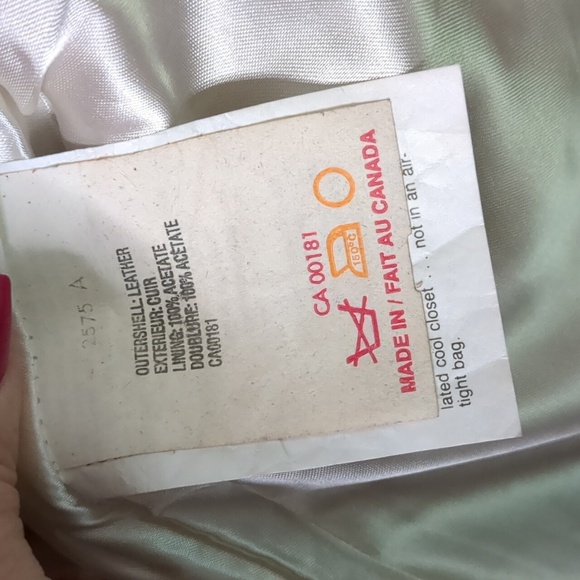 2575 A
OUTERSHELL: LEATHER
EXTERIEUR: CUIR
LINING: 100% ACETATE
DOUBLURE: 100% ACETATE
CA00181
CA 00181
150°C
MADE IN / FAIT AU CANADA
lated cool closet . . . not in an air-
tight bag.